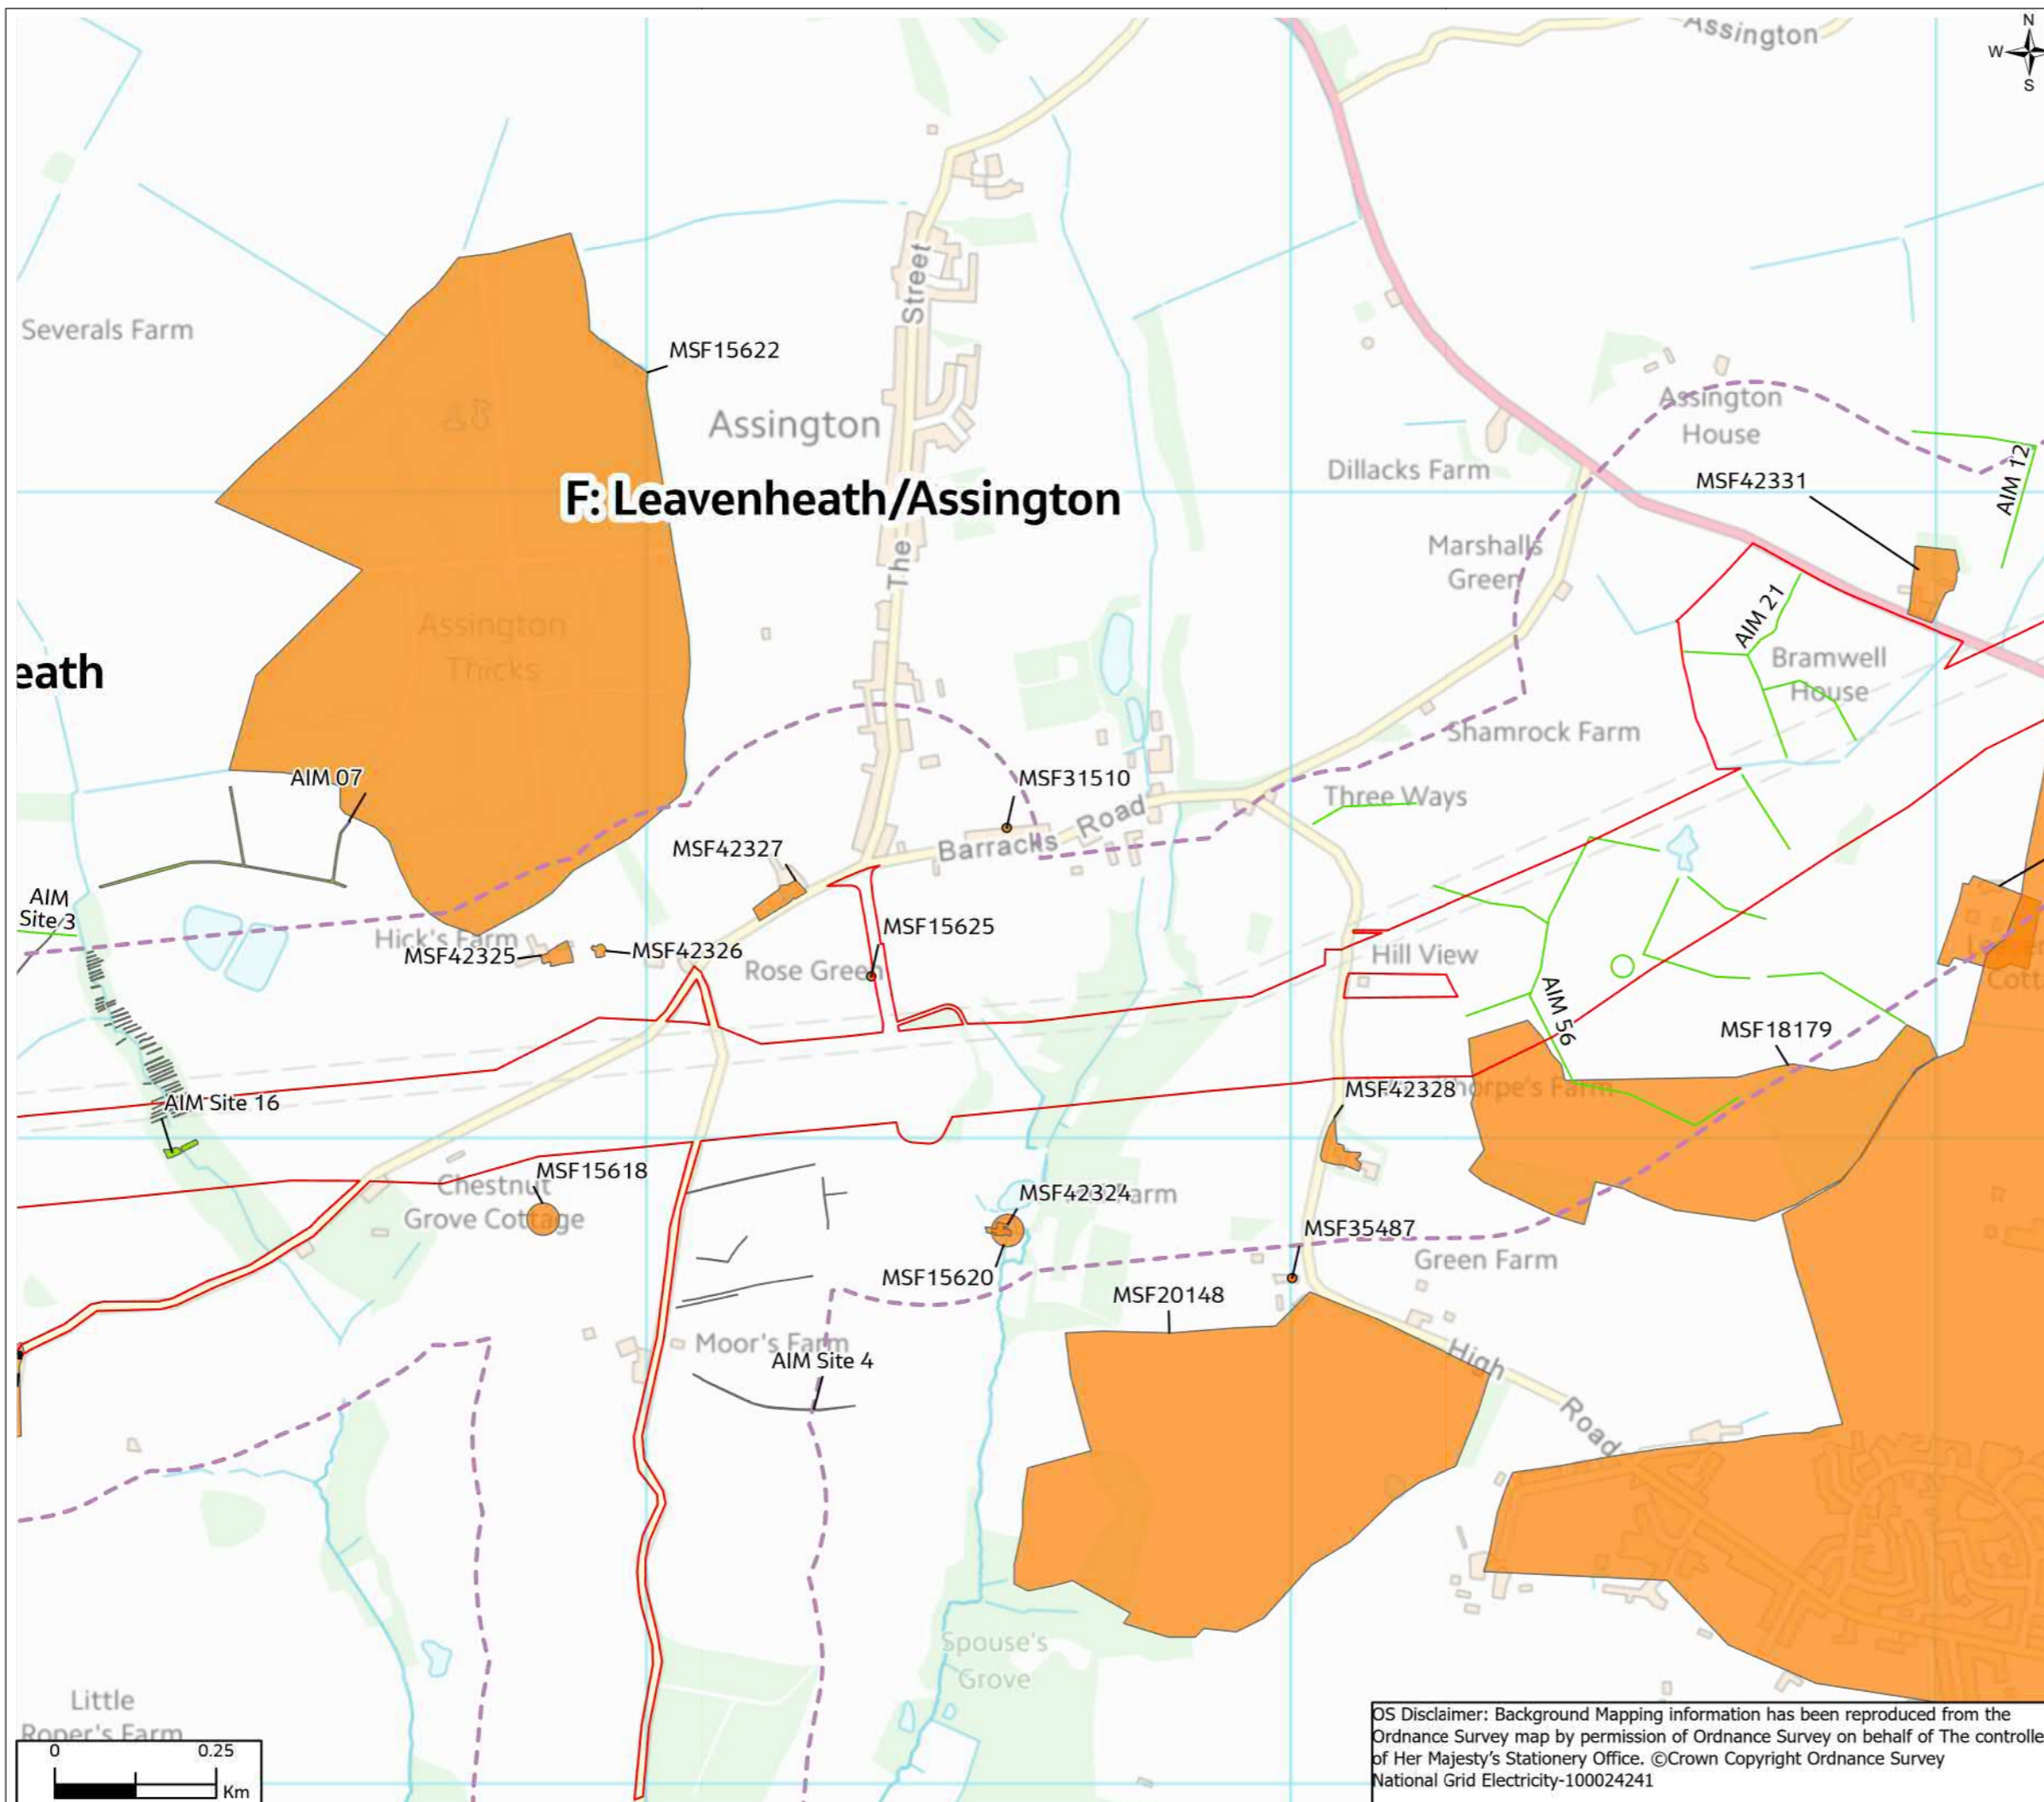 Assington
N
W
S
Severals Farm
Street
MSF15622
Assington
Assington
House
Dillacks Farm
MSF42331
AIM 12
F: Leavenheath/Assington
The
Marshalls
Green
AIM 21
Assington
Thicks
eath
Bramwell
House
Shamrock Farm
AIM 07
MSF31510
Three Ways
Barracks Road
MSF42327
AIM
Site 3
Hick's Farm
MSF42325
MSF42326
MSF15625
Rose Green
Hill View
AIM 56
MSF18179
AIM Site 16
MSF42328
horpe's Farm
Chestnut
Grove Cottage
MSF15618
MSF42324
arm
MSF15620
MSF35487
Green Farm
MSF20148
Moor's Farm
AIM Site 4
High
Road
Spouse's
Grove
Little
Roper's Farm
0 0.25
Km
OS Disclaimer: Background Mapping information has been reproduced from the
Ordnance Survey map by permission of Ordnance Survey on behalf of The controlle
of Her Majesty's Stationery Office. ©Crown Copyright Ordnance Survey
National Grid Electricity-100024241